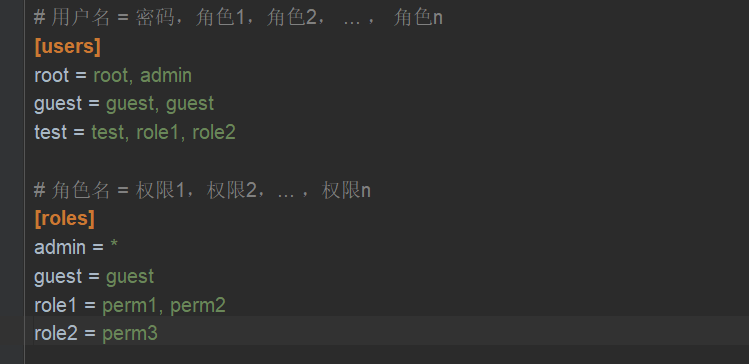 # 用户名 = 密码，角色1，角色2， ... ， 角色n
[users]
root = root, admin
guest = guest, guest
test = test, role1, role2
# 角色名 = 权限1，权限2，... ，权限n
[roles]
admin = *
guest = guest
role1 = perm1, perm2
role2 = perm3